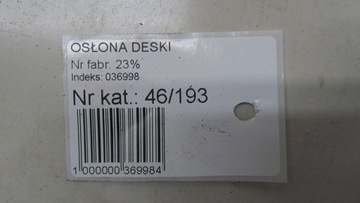 OSŁONA DESKI
Nr fabr. 23%
Indeks: 036998
Nr kat.: 46/193
1 000000 369984